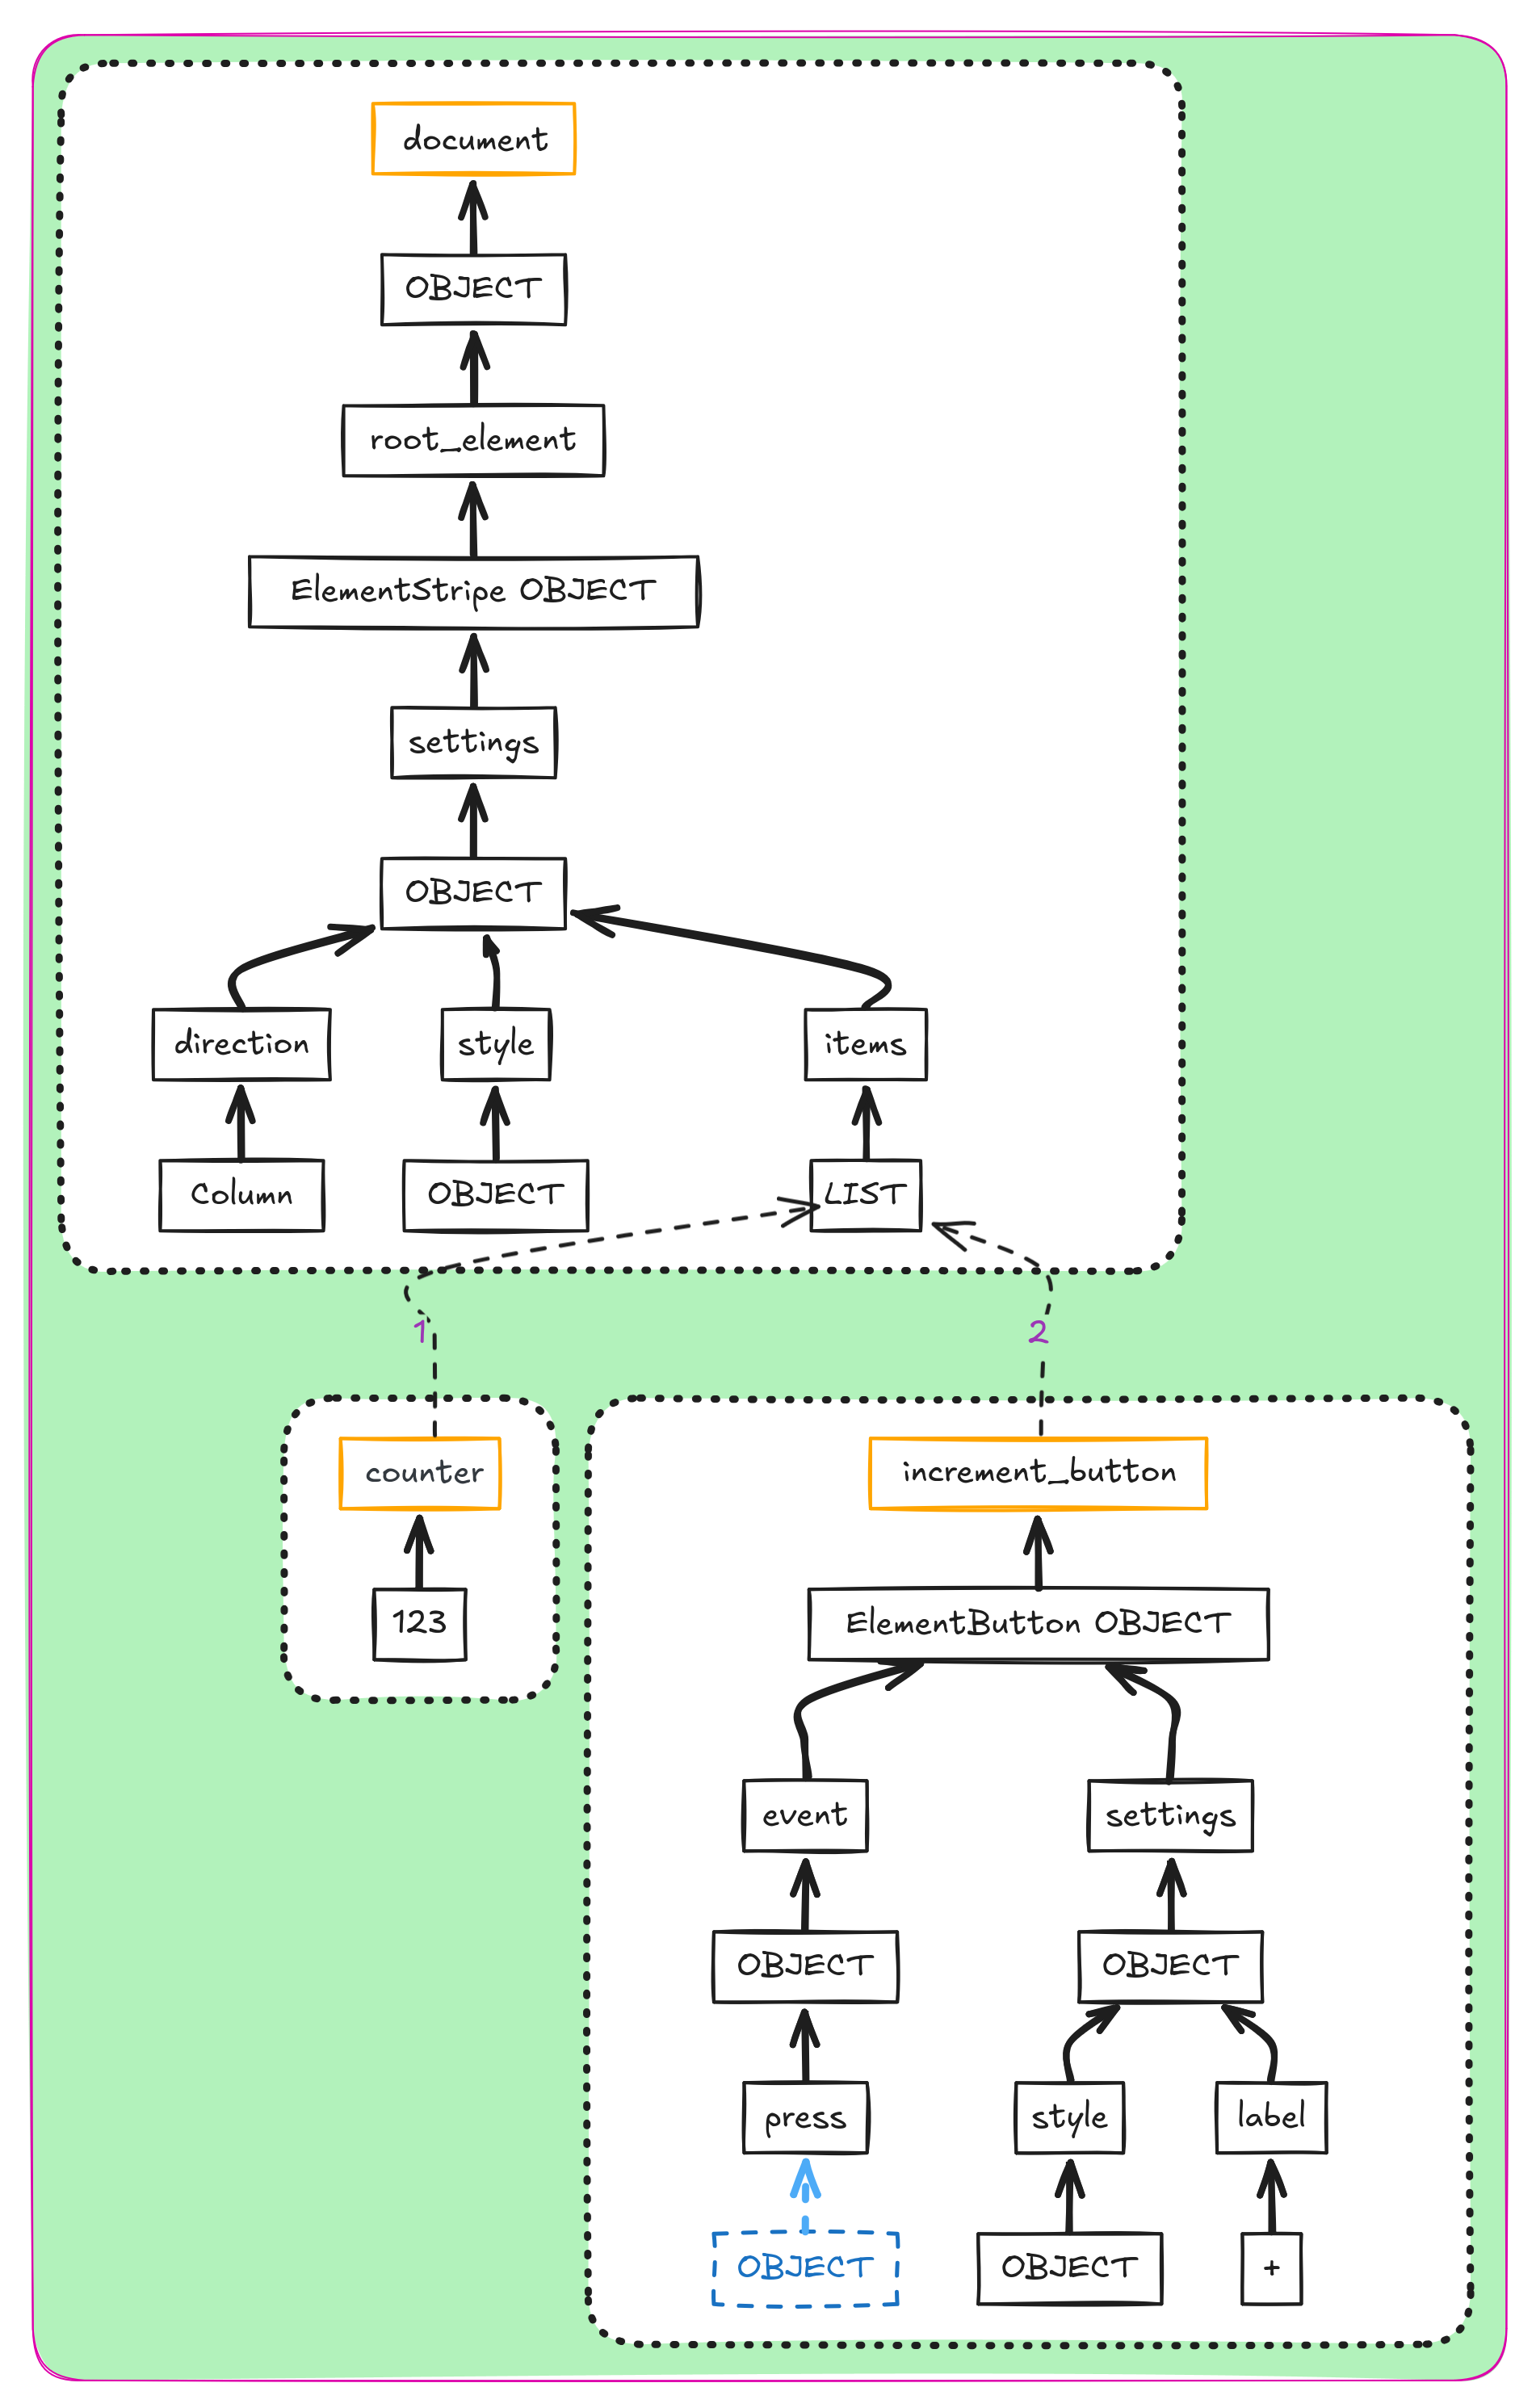 document
OBJECT
root_element
ElementStripe OBJECT
settings
OBJECT
direction
style
items
Column
OBJECT
LIST
1
2
counter
increment_button
123
ElementButton OBJECT
event
settings
OBJECT
OBJECT
press
style
label
OBJECT
OBJECT
+